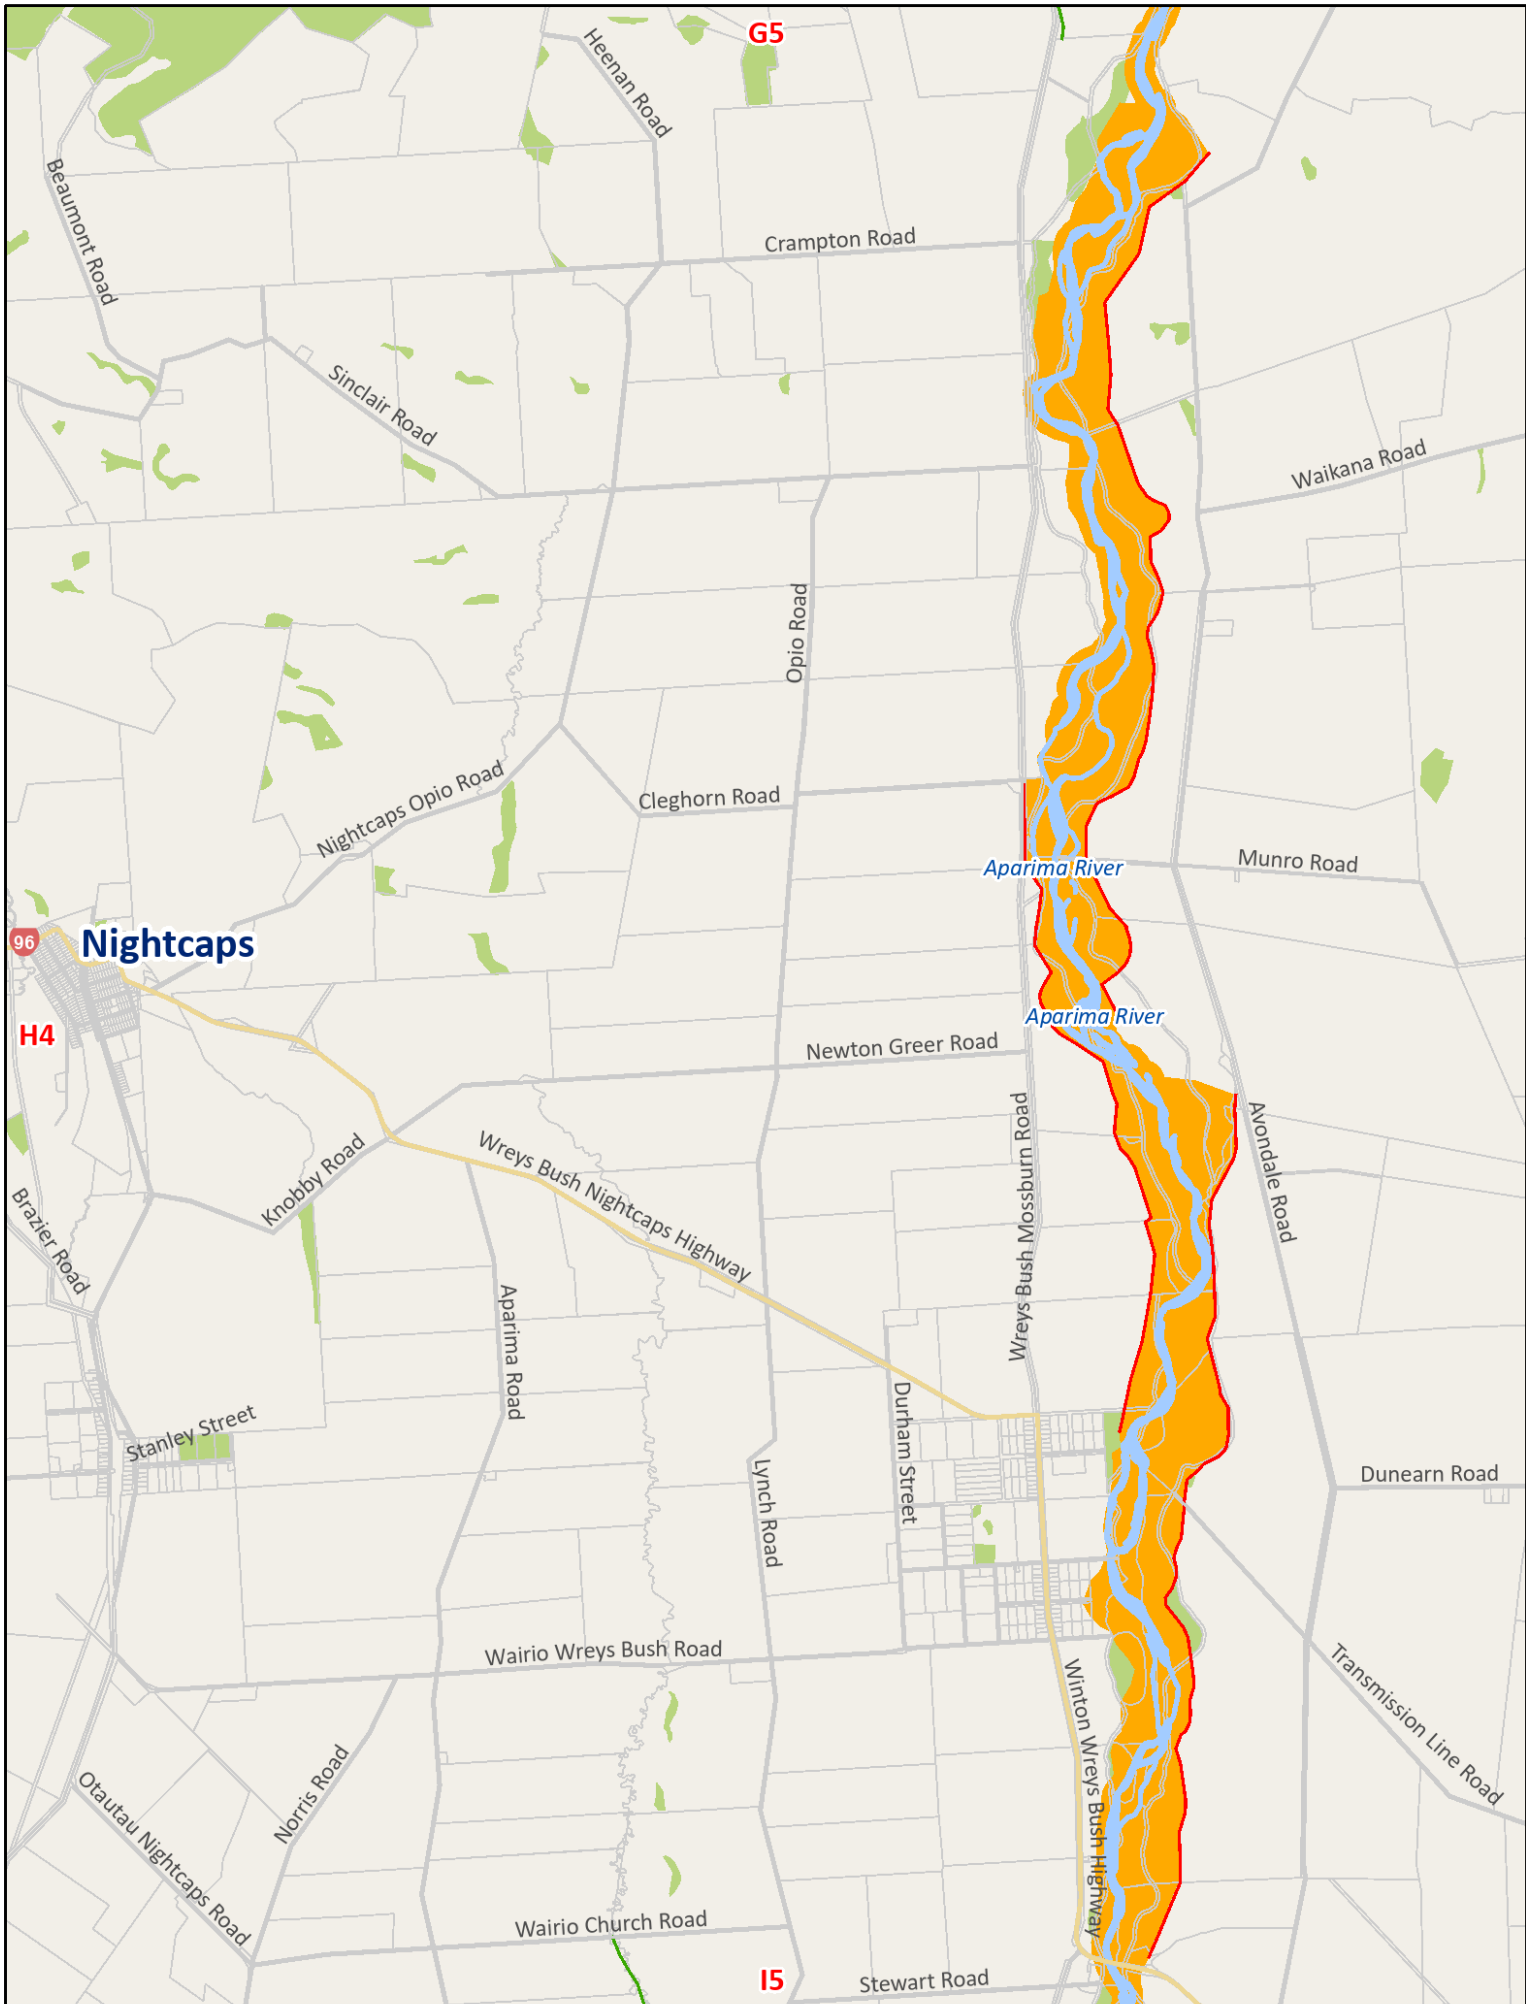 G5
Heenan Road
Beaumont Road
Crampton Road
Sinclair Road
Waikana Road
Opio Road
Nightcaps Opio Road
Cleghorn Road
Munro Road
Aparima River
96
Nightcaps
Aparima River
H4
Newton Greer Road
Wreys Bush Mossburn Road
Avondale Road
Knobby Road
Wreys Bush Nightcaps Highway
Brazier Road
Aparima Road
Durham Street
Stanley Street
Lynch Road
Dunearn Road
Wairio Wreys Bush Road
Winton Wreys Bush Highway
Transmission Line Road
Norris Road
Otautau Nightcaps Road
Wairio Church Road
I5
Stewart Road